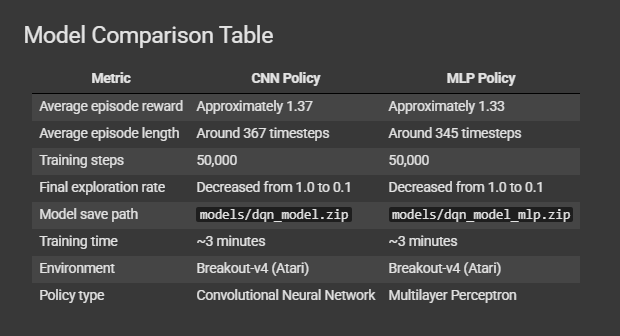 Model Comparison Table
Metric CNN Policy MLP Policy
Average episode reward Approximately 1.37 Approximately 1.33
Average episode length Around 367 timesteps Around 345 timesteps
Training steps 50,000 50,000
Final exploration rate Decreased from 1.0 to 0.1 Decreased from 1.0 to 0.1
Model save path models/dqn_model.zip models/dqn_model_mlp.zip
Training time ~3 minutes ~3 minutes
Environment Breakout-v4 (Atari) Breakout-v4 (Atari)
Policy type Convolutional Neural Network Multilayer Perceptron